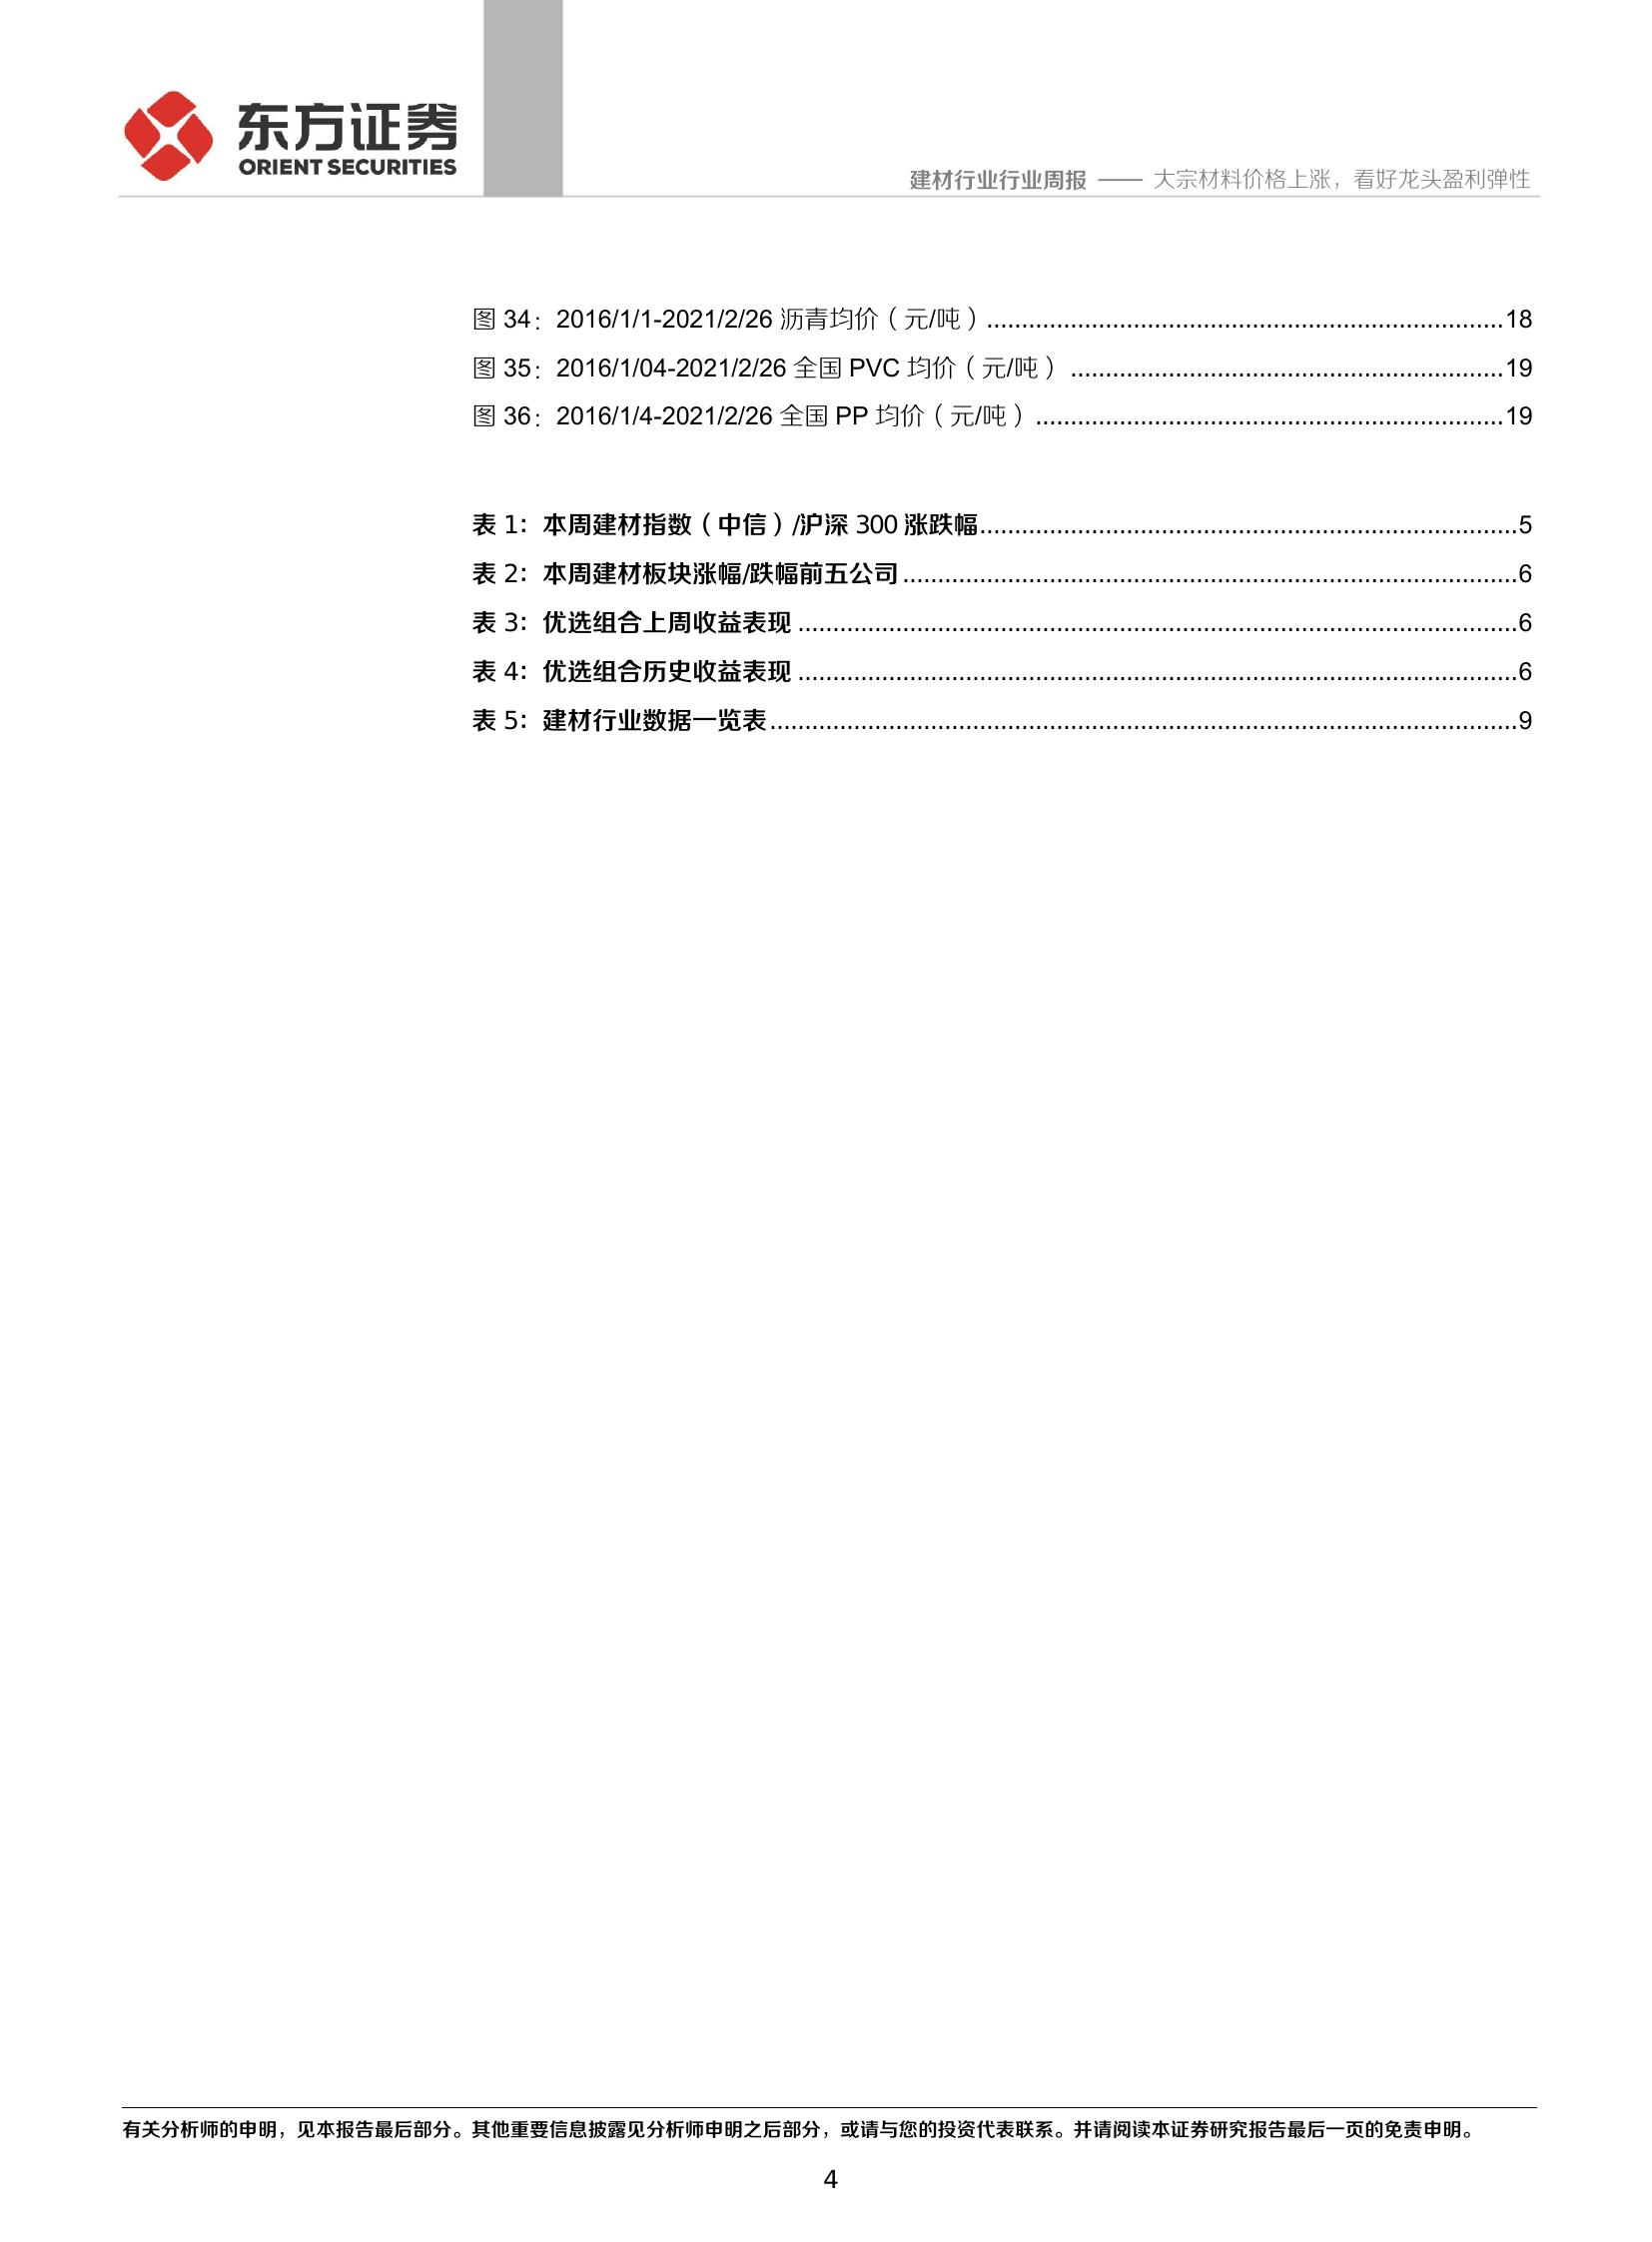 东方证券
ORIENT SECURITIES
建材行业行业周报 —— 大宗材料价格上涨，看好龙头盈利弹性
图 34：2016/1/1-2021/2/26 沥青均价（元/吨）..........................................................................18
图 35：2016/1/04-2021/2/26 全国 PVC 均价（元/吨）..............................................................19
图 36：2016/1/4-2021/2/26 全国 PP 均价（元/吨）...................................................................19
表 1：本周建材指数（中信）/沪深 300 涨跌幅.............................................................................5
表 2：本周建材板块涨幅/跌幅前五公司........................................................................................6
表 3：优选组合上周收益表现.......................................................................................................6
表 4：优选组合历史收益表现.......................................................................................................6
表 5：建材行业数据一览表...........................................................................................................9
有关分析师的申明，见本报告最后部分。其他重要信息披露见分析师申明之后部分，或请与您的投资代表联系。并请阅读本证券研究报告最后一页的免责申明。
4